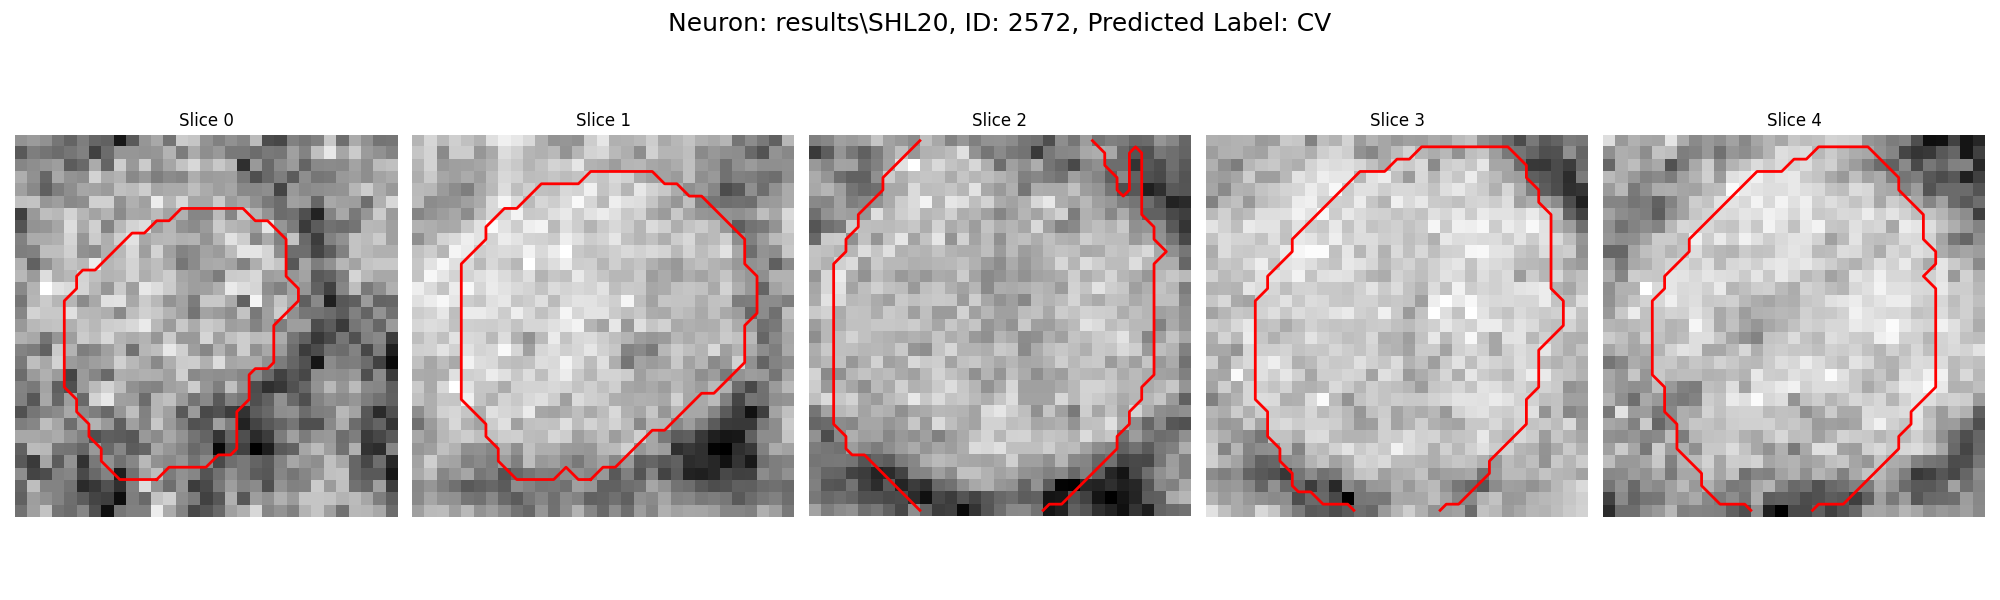 Neuron: results\SHL20, ID: 2572, Predicted Label: CV
Slice 0
Slice 1
Slice 2
Slice 3
Slice 4